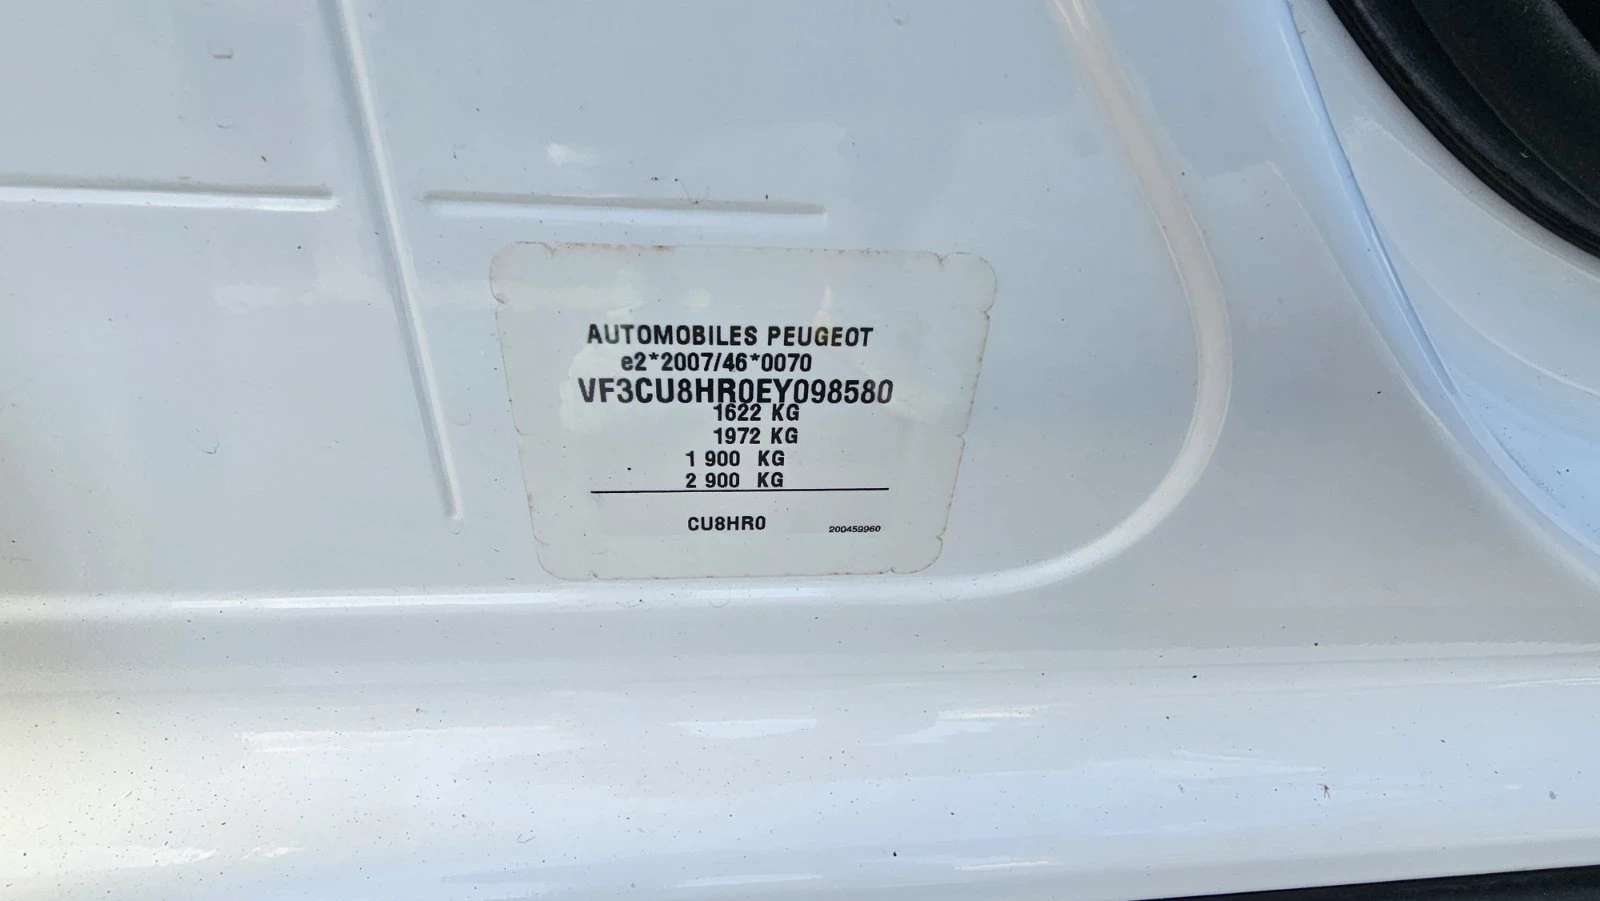 AUTOMOBILES PEUGEOT
e2*2007/46*0070
VF3CU8HR0EY098580
1622 KG
1972 KG
1 900 KG
2 900 KG
CU8HR0
200459960